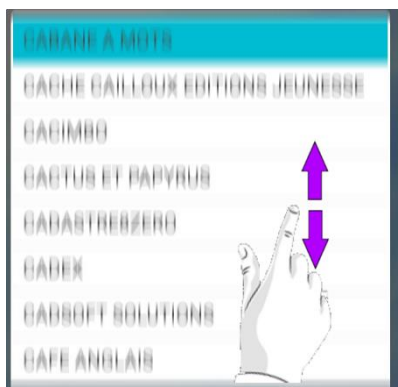 CABANE A MOTS
CACHE CAILLOUX EDITIONS JEUNESSE
CACIMBO
CACTUS ET PAPYRUS
CADASTRE8ZERO
CADEX
CADSOFT SOLUTIONS
CAFE ANGLAIS